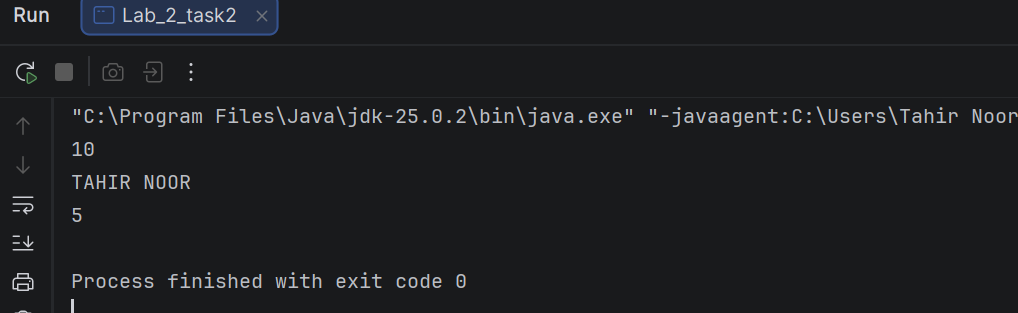 Run
Lab_2_task2
"C:\Program Files\Java\jdk-25.0.2\bin\java.exe" "-javaagent:C:\Users\Tahir Noor
10
TAHIR NOOR
5
Process finished with exit code 0